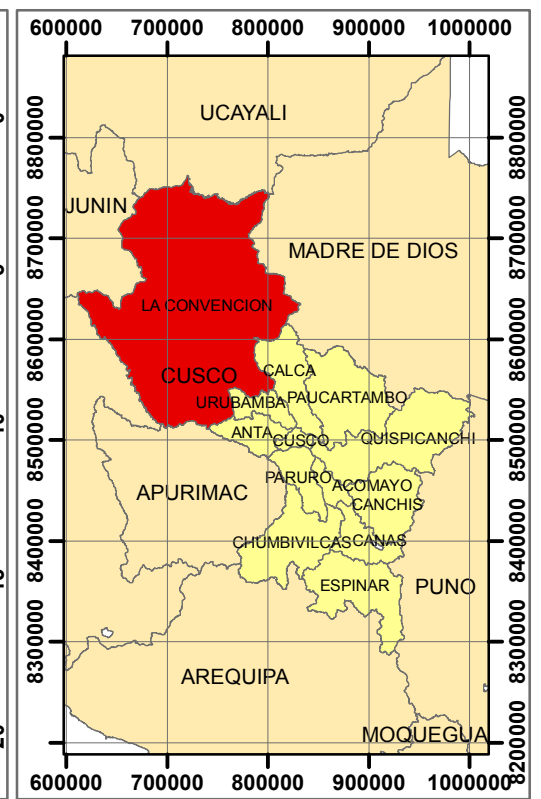 600000 700000 800000 900000 1000000
UCAYALI
JUNIN
MADRE DE DIOS
LA CONVENCION
CUSCO
CALCA
URUBAMBA
PAUCARTAMBO
ANTA
CUSCO
QUISPICANCHI
PARURO
ACOMAYO
APURIMAC
CANCHIS
CHUMBIVILCAS
CANAS
ESPINAR
PUNO
AREQUIPA
MOQUEGUA
8800000
8700000
8600000
8500000
8400000
8300000
8800000
8700000
8600000
8500000
8400000
8300000
8200000
600000 700000 800000 900000 1000000